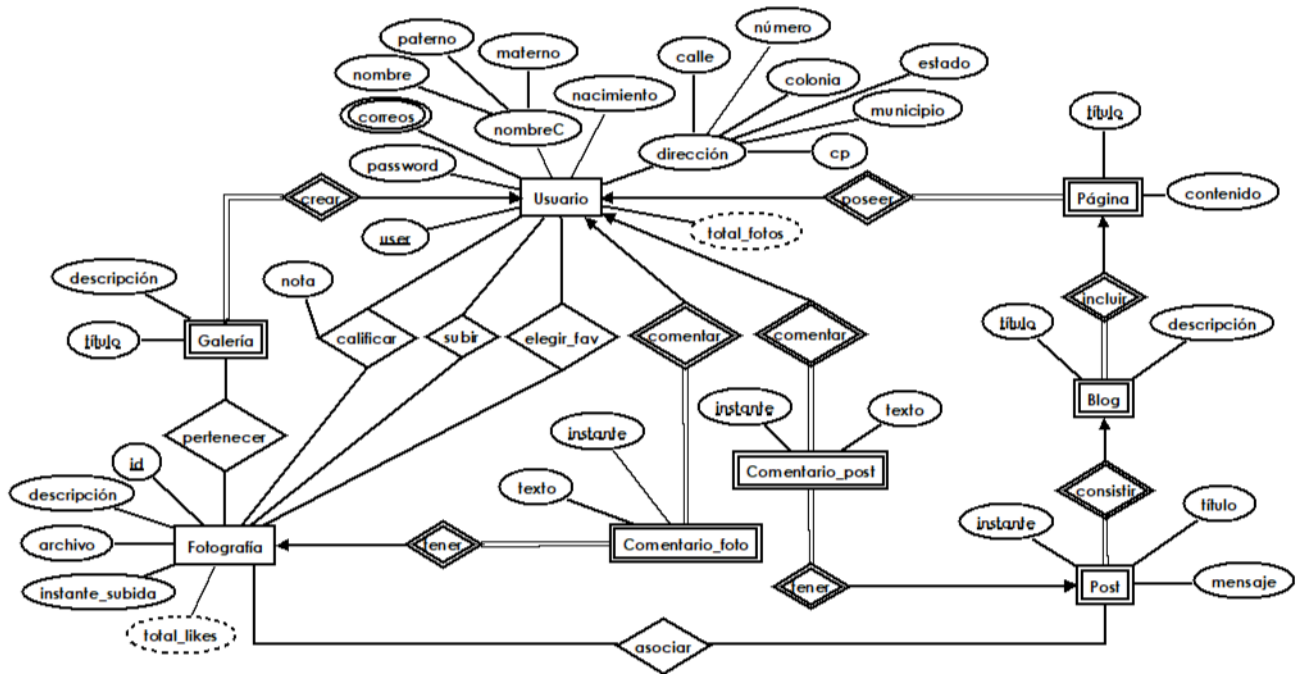 número
paterno
materno
calle
estado
nombre
colonia
nacimiento
título
correos
nombreC
municipio
dirección
password
cp
crear
Usuario
poseer
Página
contenido
user
total_fotos
descripción
nota
incluir
título
descripción
título
Galería
calificar
subir
elegir_fav
comentar
comentar
Blog
instante
texto
pertenecer
instante
id
Comentario_post
descripción
texto
consistir
título
instante
archivo
Fotografía
tener
Comentario_foto
instante_subida
tener
Post
mensaje
total_likes
asociar